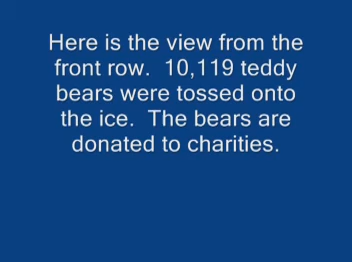 Here is the view from the
front row.  10,119 teddy
bears were tossed onto
the ice.  The bears are
donated to charities.